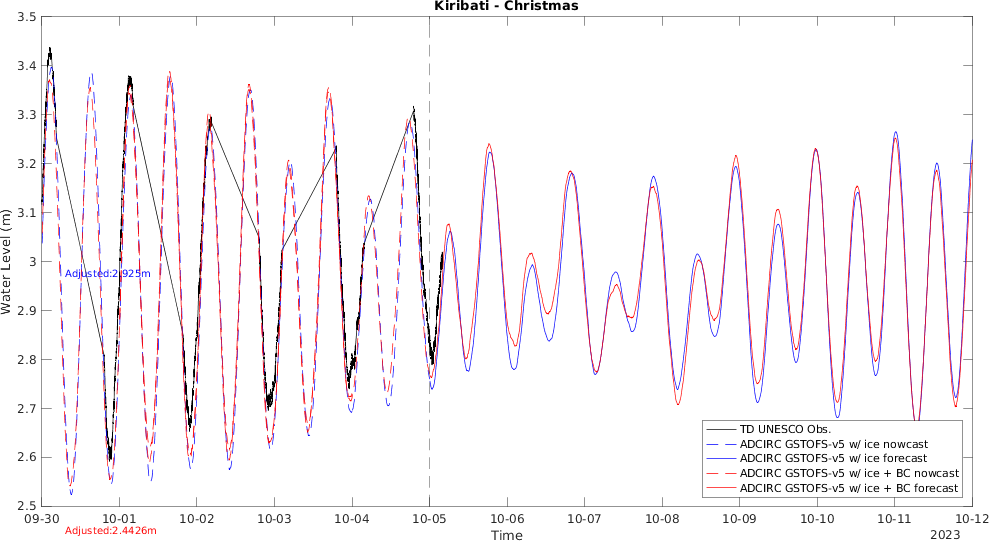 Kiribati - Christmas
3.5
3.4
3.3
3.2
3.1
3
2.9
2.8
2.7
2.6
2.5
Water Level (m)
Adjusted:2.925m
TD UNESCO Obs.
ADCIRC GSTOFS-v5 w/ ice nowcast
ADCIRC GSTOFS-v5 w/ ice forecast
ADCIRC GSTOFS-v5 w/ ice + BC nowcast
ADCIRC GSTOFS-v5 w/ ice + BC forecast
09-30 10-01 10-02 10-03 10-04 10-05 10-06 10-07 10-08 10-09 10-10 10-11 10-12
Adjusted:2.4426m
Time
2023